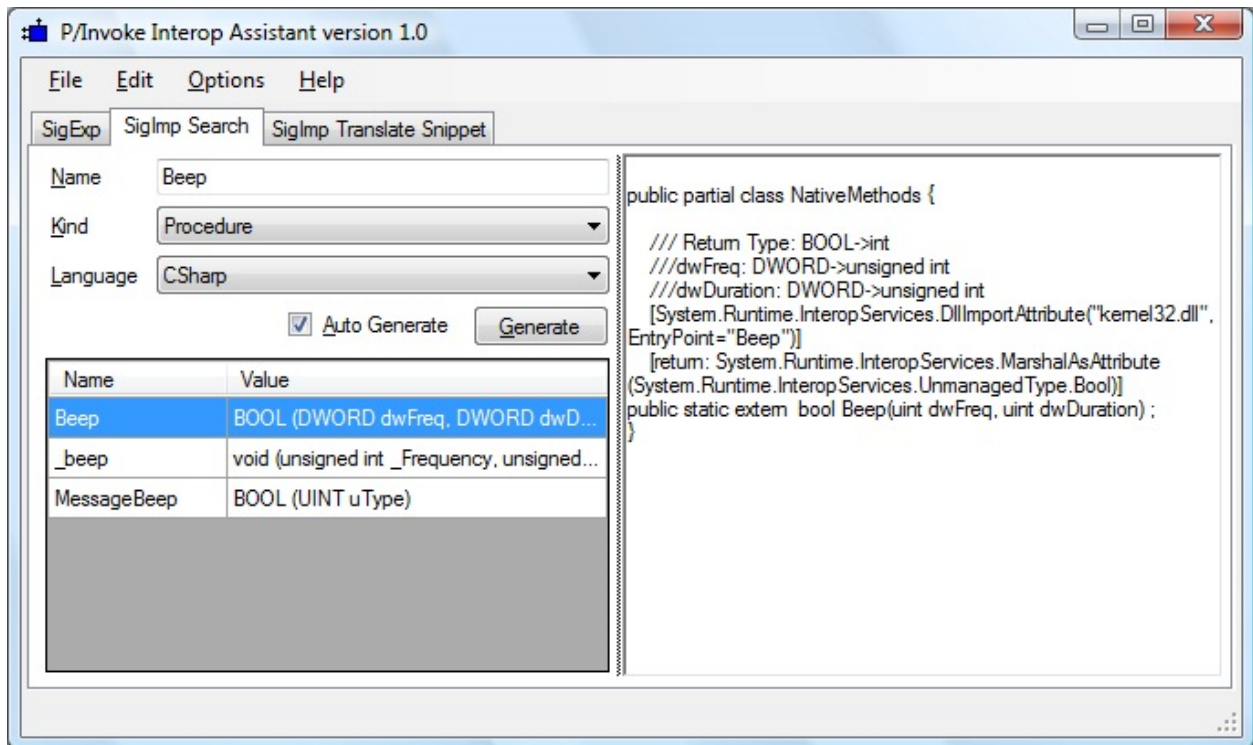 P/Invoke Interop Assistant version 1.0
File Edit Options Help
SigExp SigImp Search SigImp Translate Snippet
Name Beep
Kind Procedure
Language CSharp
Auto Generate Generate
Name Value
Beep BOOL (DWORD dwFreq, DWORD dwD...
_beep void (unsigned int _Frequency, unsigned...
MessageBeep BOOL (UINT uType)
public partial class NativeMethods {
/// Return Type: BOOL->int
///dwFreq: DWORD->unsigned int
///dwDuration: DWORD->unsigned int
[System.Runtime.InteropServices.DllImportAttribute("kernel32.dll",
EntryPoint="Beep")]
[return: System.Runtime.InteropServices.MarshalAsAttribute
(System.Runtime.InteropServices.UnmanagedType.Bool)]
public static extern bool Beep(uint dwFreq, uint dwDuration) ;
}